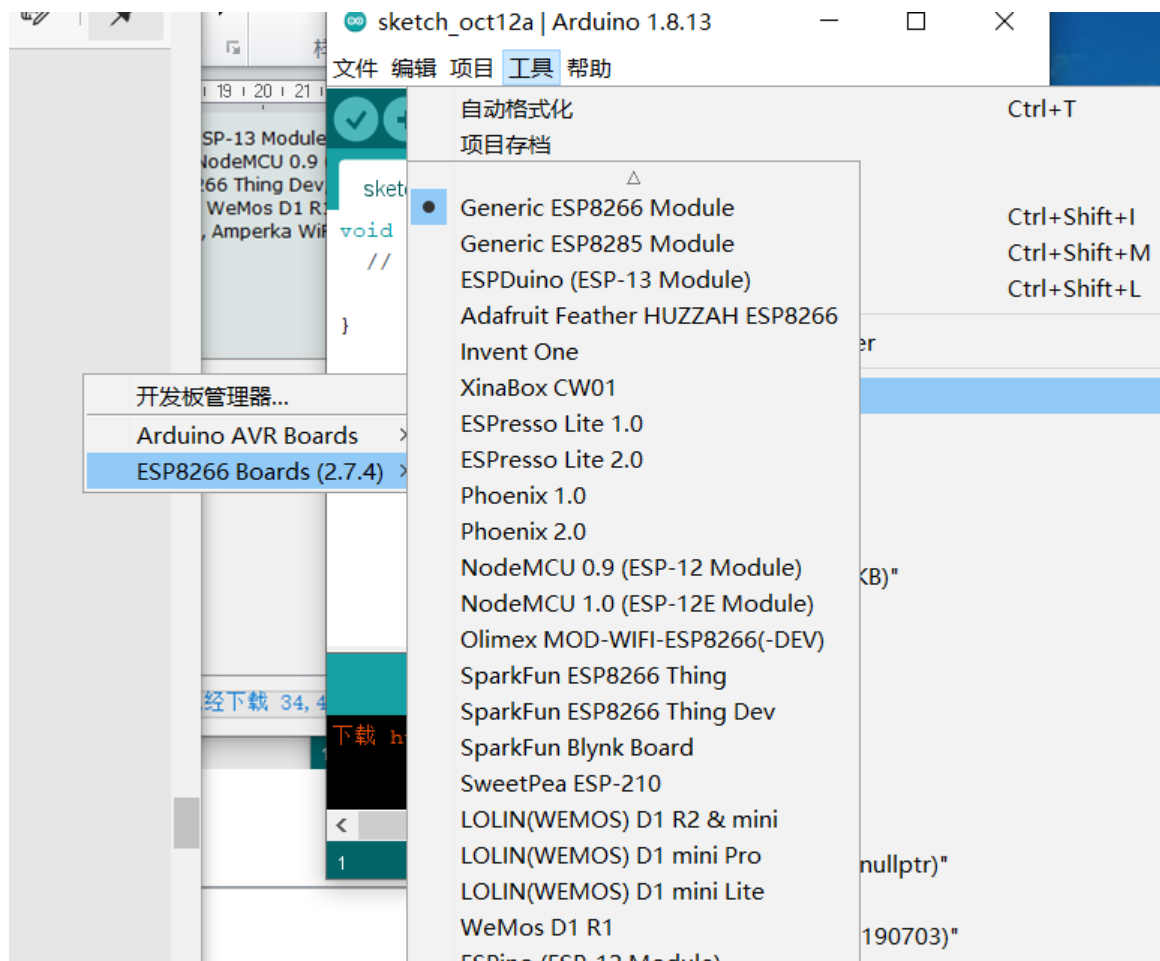 sketch_oct12a | Arduino 1.8.13
文件 编辑 项目 工具 帮助
19 20 21
自动格式化 Ctrl+T
项目存档
SP-13 Module
NodeMCU 0.9
266 Thing Dev,
WeMos D1 R
, Amperka WiF
sket
void
//
}
Generic ESP8266 Module
Generic ESP8285 Module
ESPDuino (ESP-13 Module)
Adafruit Feather HUZZAH ESP8266
Invent One
XinaBox CW01
ESPresso Lite 1.0
ESPresso Lite 2.0
Phoenix 1.0
Phoenix 2.0
NodeMCU 0.9 (ESP-12 Module)
NodeMCU 1.0 (ESP-12E Module)
Olimex MOD-WIFI-ESP8266(-DEV)
SparkFun ESP8266 Thing
SparkFun ESP8266 Thing Dev
SparkFun Blynk Board
SweetPea ESP-210
LOLIN(WEMOS) D1 R2 & mini
LOLIN(WEMOS) D1 mini Pro
LOLIN(WEMOS) D1 mini Lite
WeMos D1 R1
ESPino (ESP-12 Module)
Ctrl+Shift+I
Ctrl+Shift+M
Ctrl+Shift+L
er
KB)"
nullptr)"
190703)"
开发板管理器...
Arduino AVR Boards
ESP8266 Boards (2.7.4)
经下载 34, 4
下载 h
1